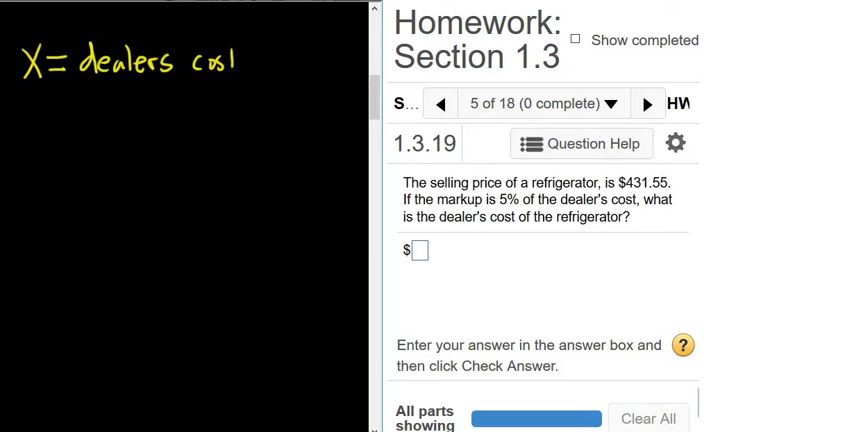 X = dealers cost
Homework:
Section 1.3
Show completed
S...
5 of 18 (0 complete)
HW
1.3.19
Question Help
The selling price of a refrigerator, is $431.55.
If the markup is 5% of the dealer's cost, what
is the dealer's cost of the refrigerator?
$
Enter your answer in the answer box and
then click Check Answer.
?
All parts
showing
Clear All